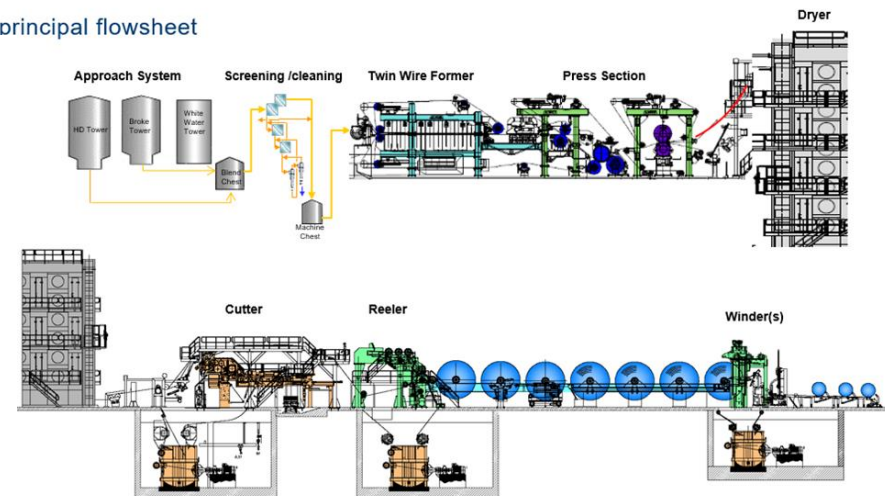 principal flowsheet
Dryer
Approach System
Screening /cleaning
Twin Wire Former
Press Section
HD Tower
Broke
Tower
White
Water
Tower
Blend
Chest
Machine
Chest
Cutter
Reeler
Winder(s)